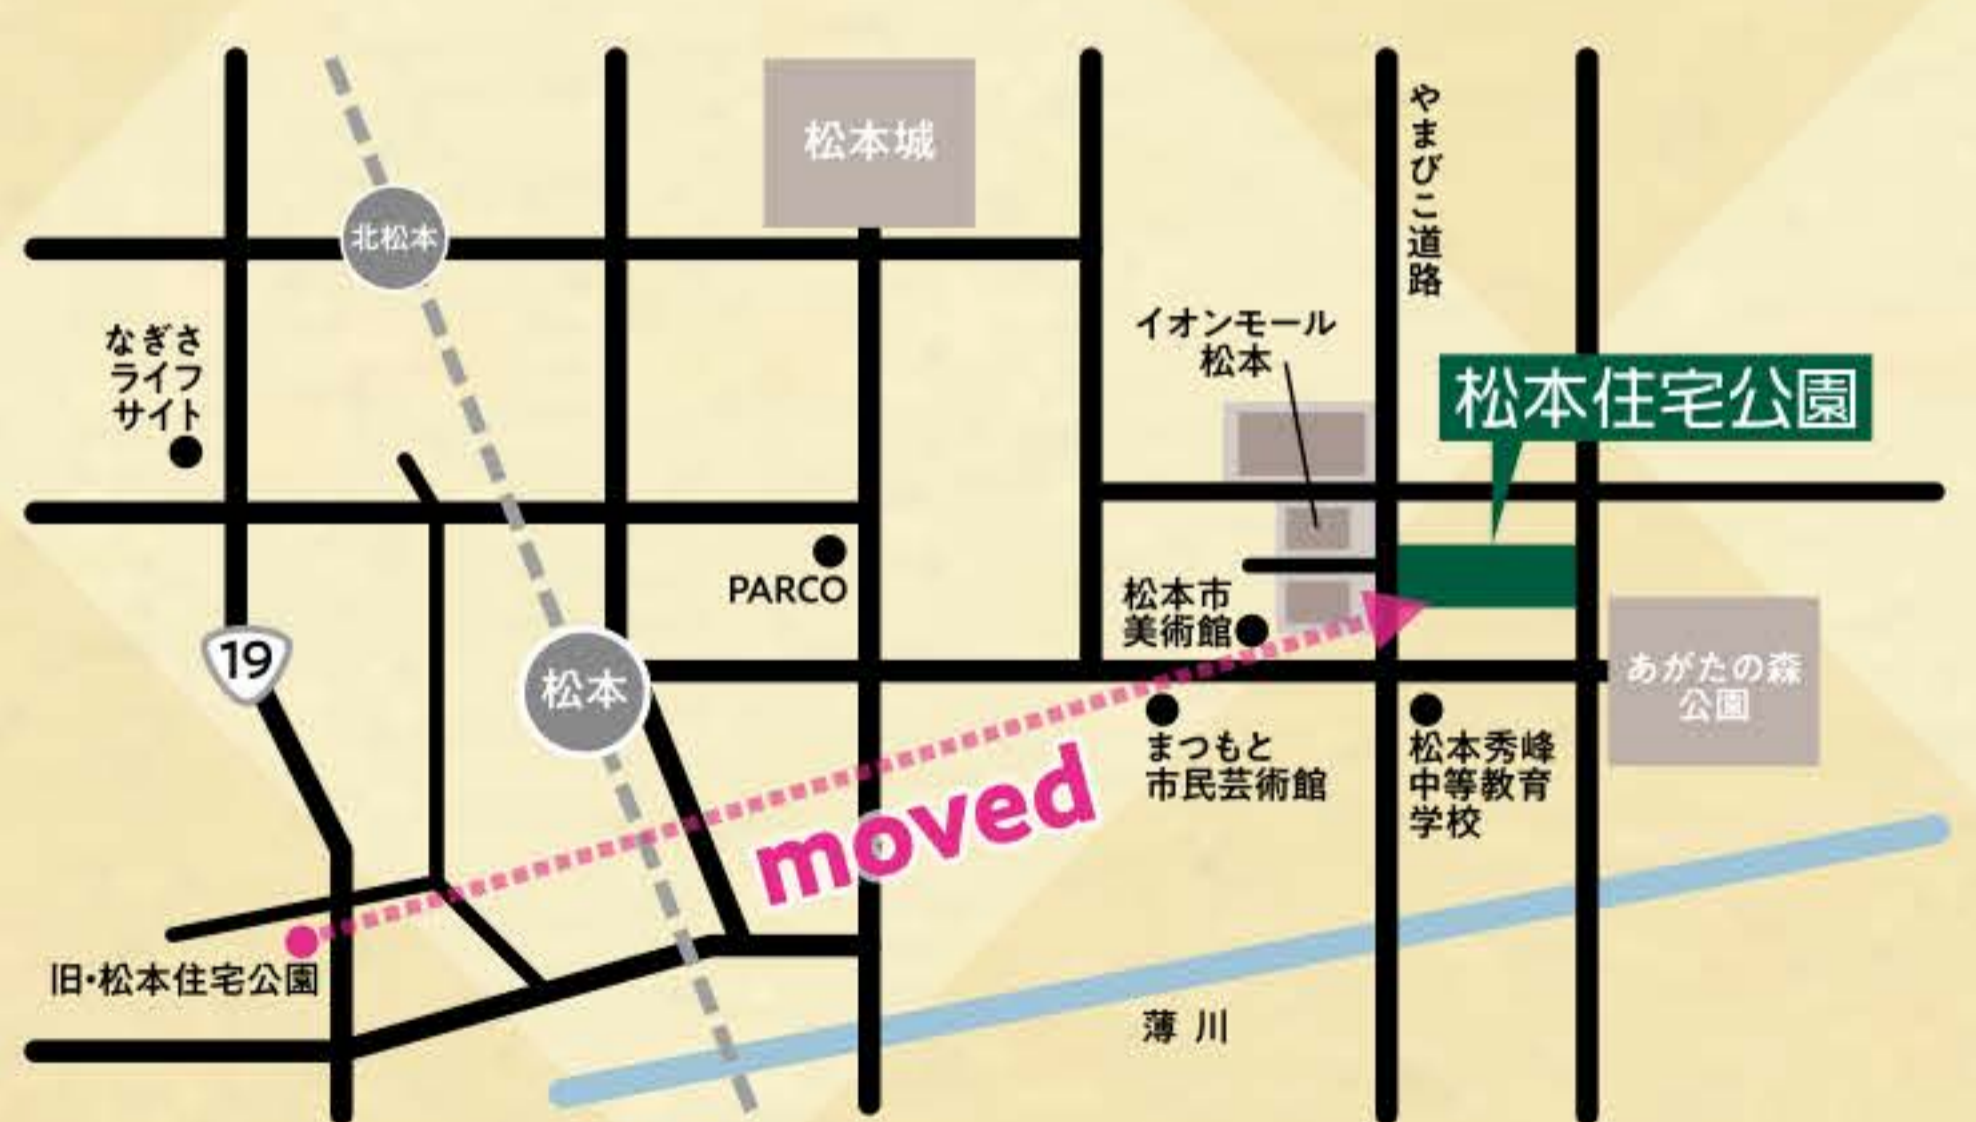 松本城
やまびこ道路
北松本
なぎさ
ライフ
サイト
イオンモール
松本
松本住宅公園
PARCO
松本市
美術館
19
松本
あがたの森
公園
まつもと
市民芸術館
松本秀峰
中等教育
学校
moved
旧・松本住宅公園
薄川